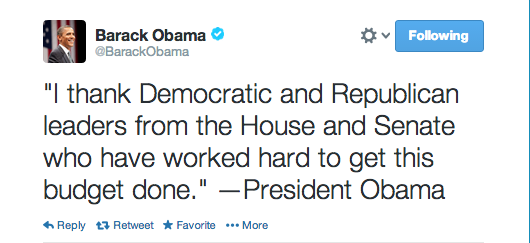 Barack Obama
@BarackObama
Following
"I thank Democratic and Republican
leaders from the House and Senate
who have worked hard to get this
budget done." —President Obama
Reply Retweet Favorite More